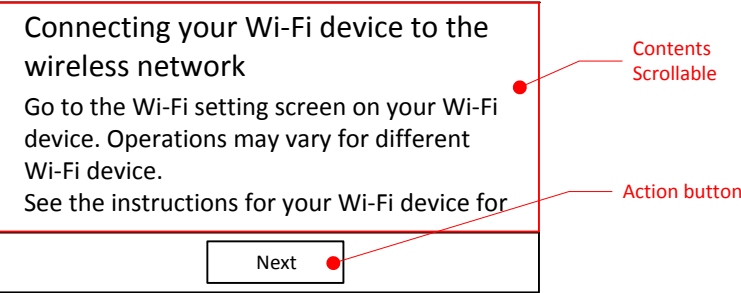 Connecting your Wi-Fi device to the
wireless network
Go to the Wi-Fi setting screen on your Wi-Fi
device. Operations may vary for different
Wi-Fi device.
See the instructions for your Wi-Fi device for
Next
Contents
Scrollable
Action button